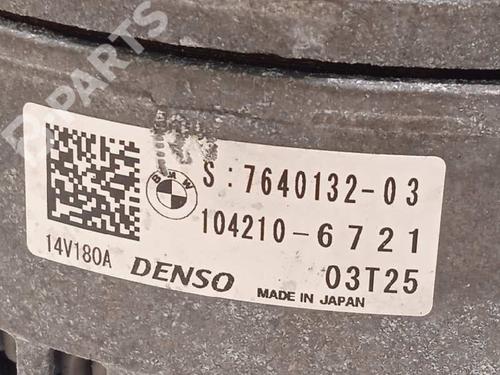 B-PARTS
BMW
S:7640132-03
104210-6721
14V180A DENSO 03T25
MADE IN JAPAN